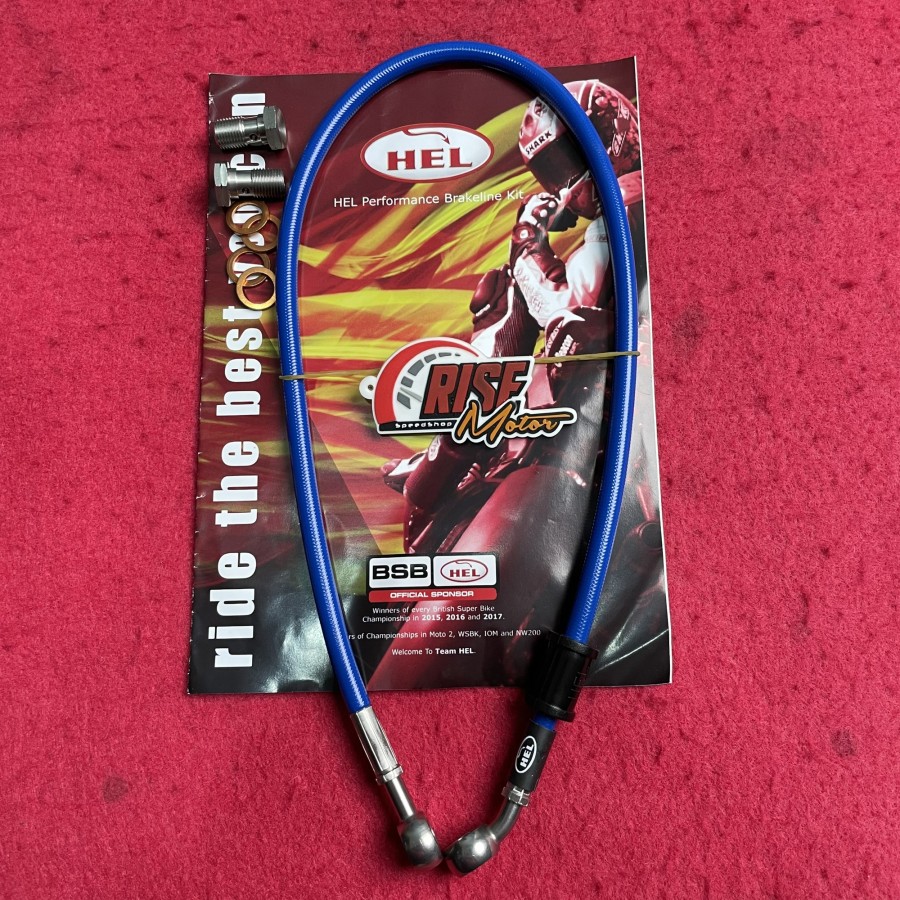 HEL
HEL Performance Brakeline Kit
SHARK
ride the best
RISE
SpeedShop
Motor
BSB
HEL
OFFICIAL SPONSOR
Winners of every British Super Bike
Championship in 2015, 2016 and 2017.
rs of Championships in Moto 2, WSBK, IOM and NW200
Welcome To Team HEL.
HEL